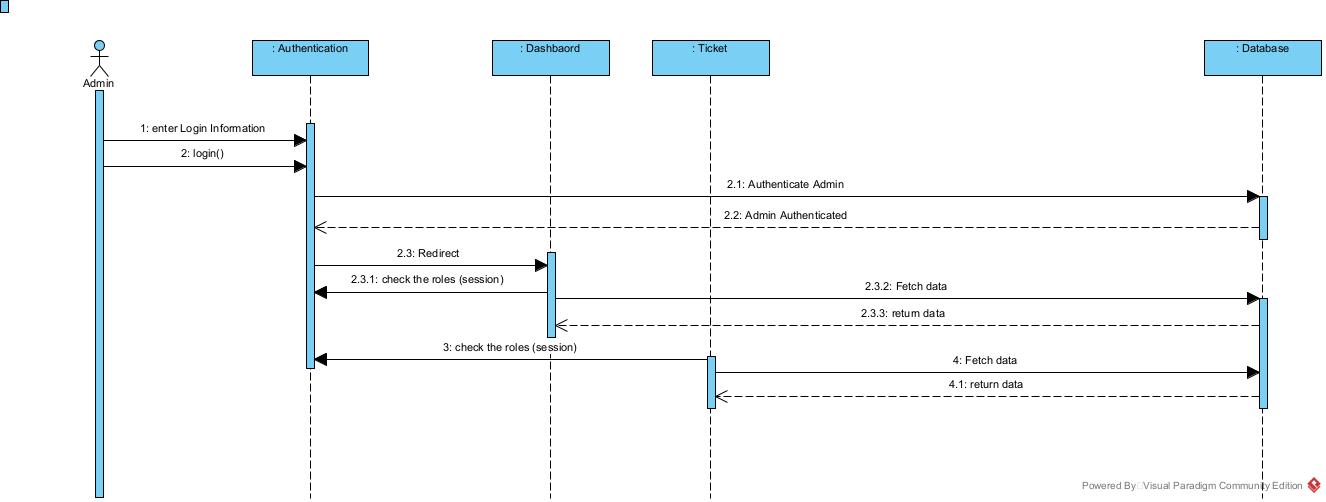 : Authentication
: Dashbaord
: Ticket
: Database
Admin
1: enter Login Information
2: login()
2.1: Authenticate Admin
2.2: Admin Authenticated
2.3: Redirect
2.3.1: check the roles (session)
2.3.2: Fetch data
2.3.3: return data
3: check the roles (session)
4: Fetch data
4.1: return data
Powered By Visual Paradigm Community Edition